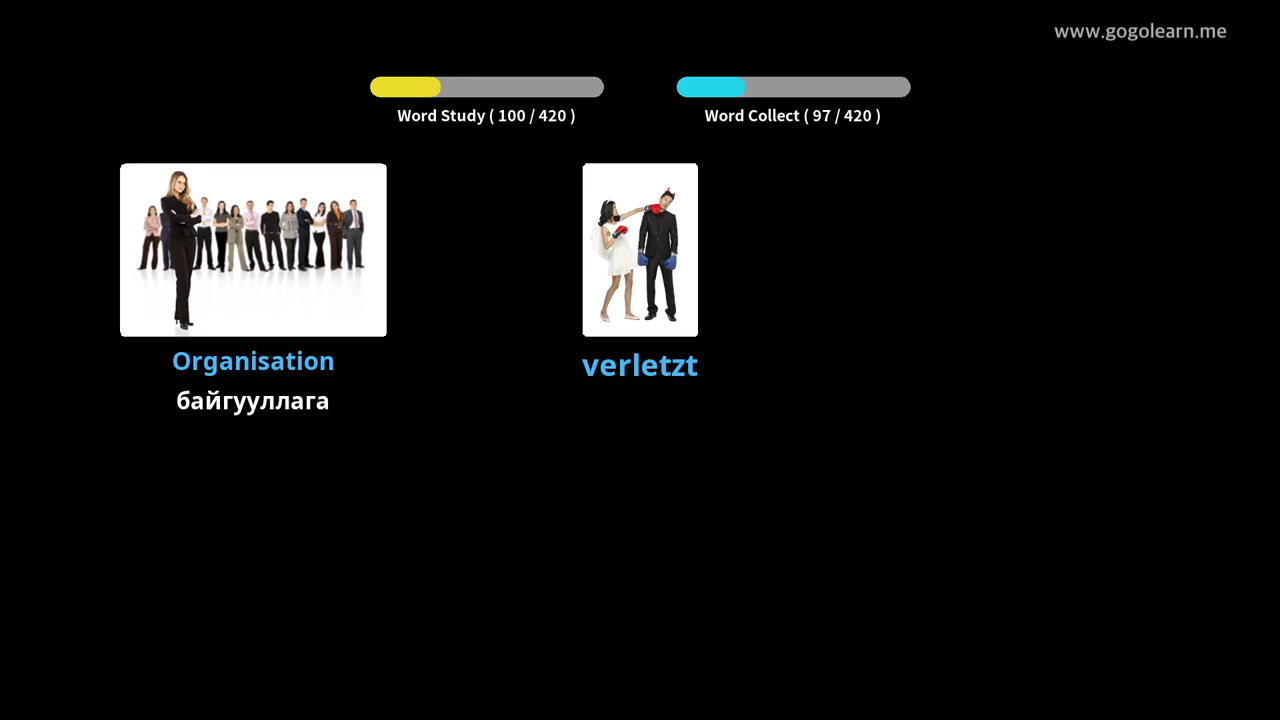 www.gogolearn.me
Word Study ( 100 / 420 )
Word Collect ( 97 / 420 )
Organisation
байгууллага
verletzt